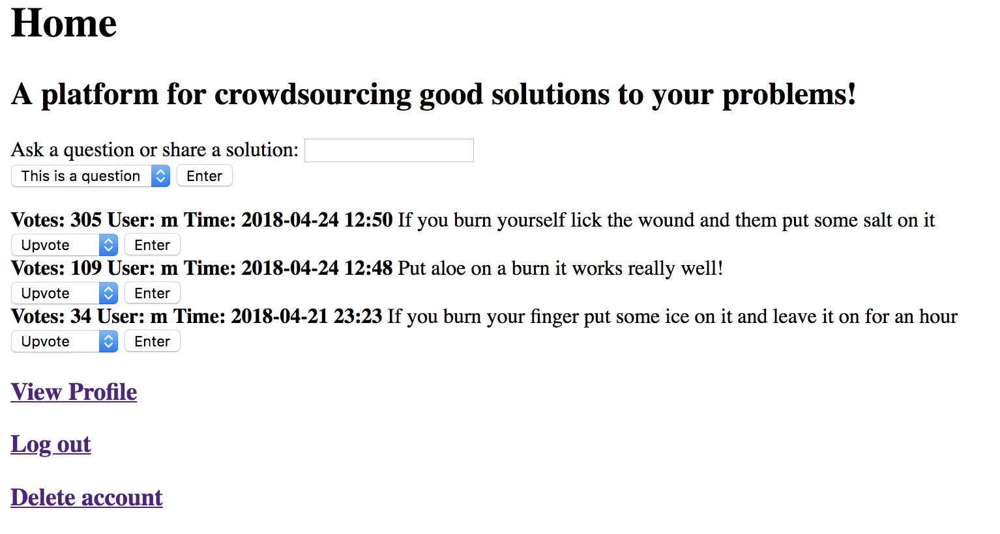 Home
A platform for crowdsourcing good solutions to your problems!
Ask a question or share a solution:
This is a question Enter
Votes: 305 User: m Time: 2018-04-24 12:50 If you burn yourself lick the wound and them put some salt on it
Upvote Enter
Votes: 109 User: m Time: 2018-04-24 12:48 Put aloe on a burn it works really well!
Upvote Enter
Votes: 34 User: m Time: 2018-04-21 23:23 If you burn your finger put some ice on it and leave it on for an hour
Upvote Enter
View Profile
Log out
Delete account